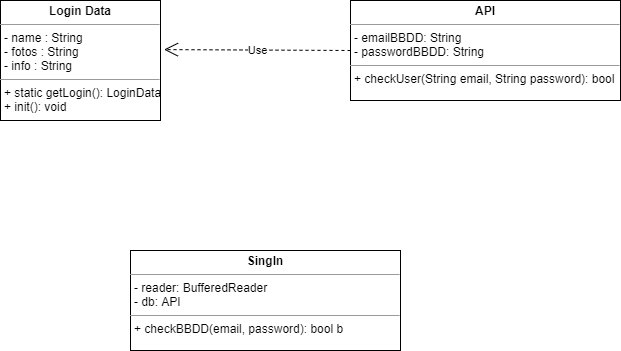 Login Data
- name : String
- fotos : String
- info : String
+ static getLogin(): LoginData
+ init(): void
Use
API
- emailBBDD: String
- passwordBBDD: String
+ checkUser(String email, String password): bool
SingIn
- reader: BufferedReader
- db: API
+ checkBBDD(email, password): bool b